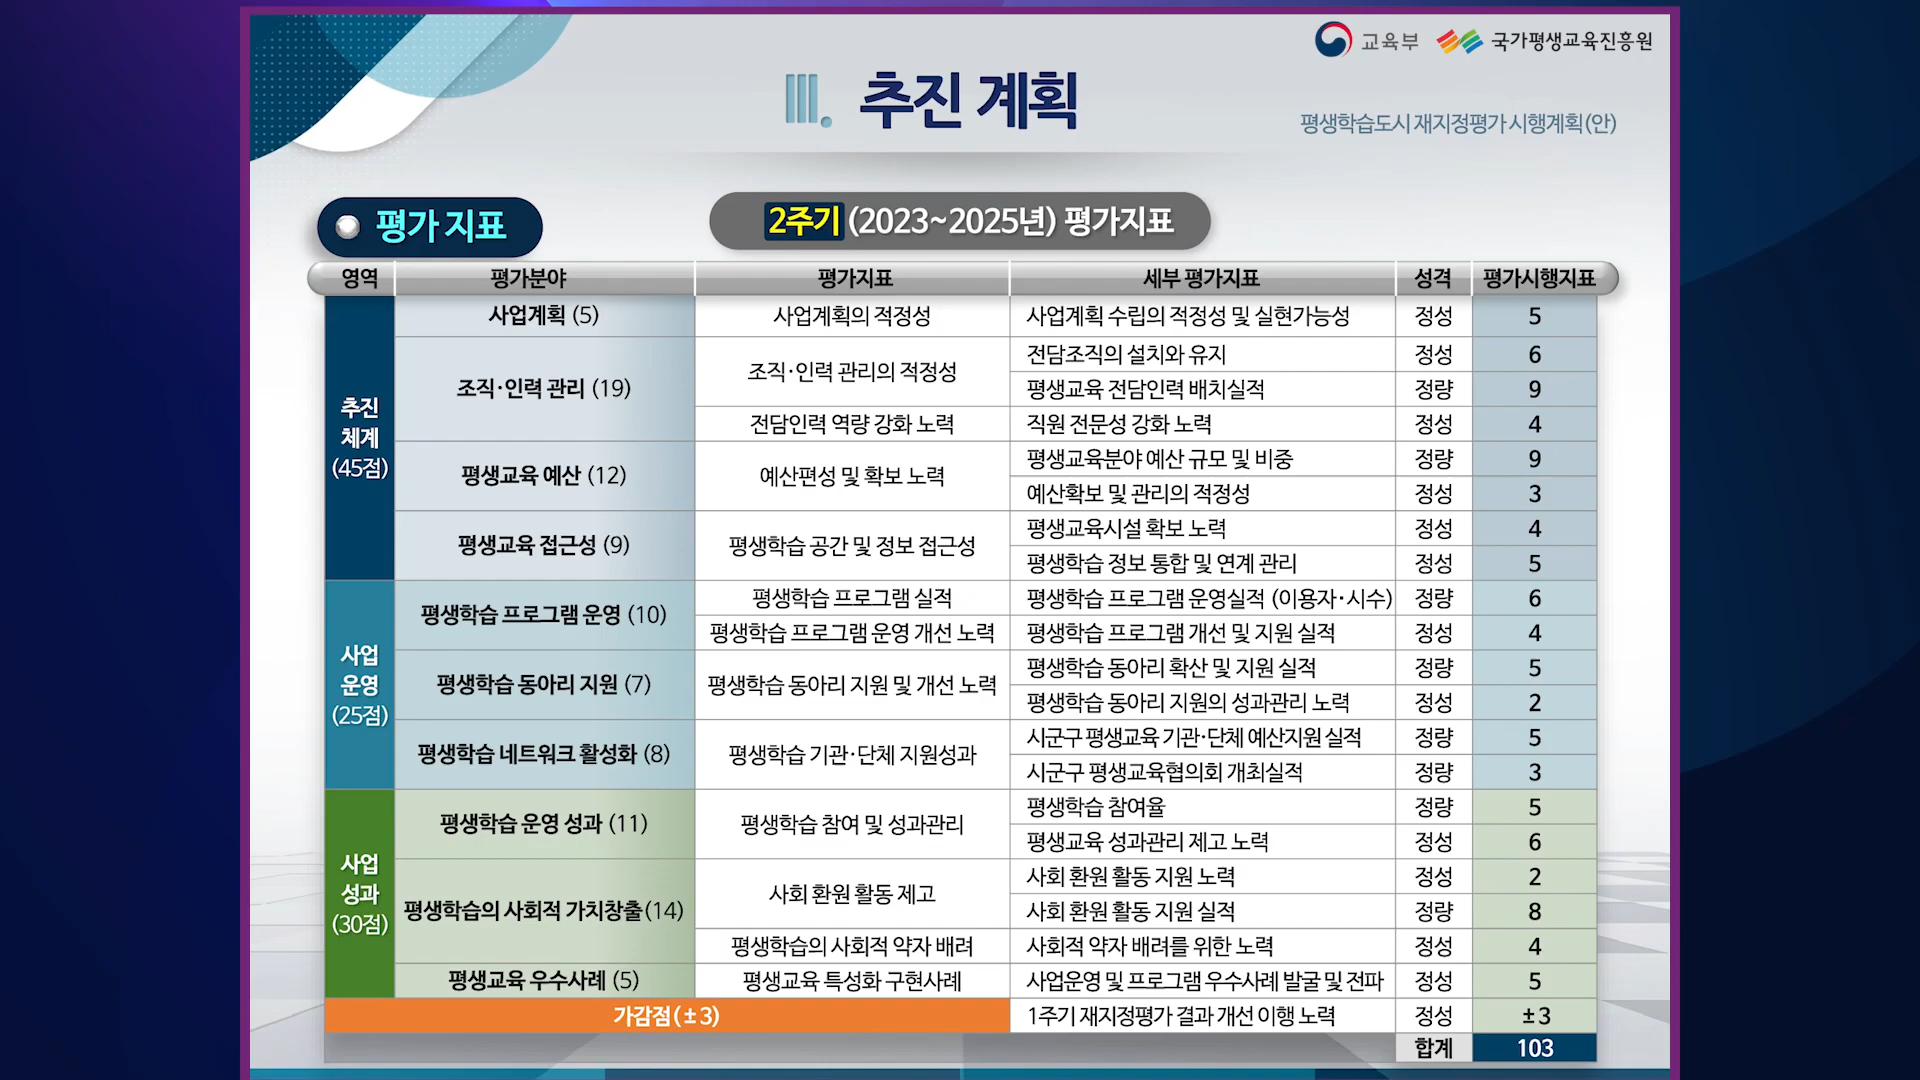 교육부
국가평생교육진흥원
Ⅲ. 추진 계획
평생학습도시 재지정평가 시행계획(안)
평가 지표
2주기 (2023~2025년) 평가지표
영역 평가분야 평가지표 세부 평가지표 성격 평가시행지표
추진
체계
(45점)
사업계획 (5) 사업계획의 적정성 사업계획 수립의 적정성 및 실현가능성 정성 5
조직·인력 관리 (19) 조직·인력 관리의 적정성 전담조직의 설치와 유지 정성 6
평생교육 전담인력 배치실적 정량 9
전담인력 역량 강화 노력 직원 전문성 강화 노력 정성 4
평생교육 예산 (12) 예산편성 및 확보 노력 평생교육분야 예산 규모 및 비중 정량 9
예산확보 및 관리의 적정성 정성 3
평생교육 접근성 (9) 평생학습 공간 및 정보 접근성 평생교육시설 확보 노력 정성 4
평생학습 정보 통합 및 연계 관리 정성 5
사업
운영
(25점)
평생학습 프로그램 운영 (10) 평생학습 프로그램 실적 평생학습 프로그램 운영실적 (이용자·시수) 정량 6
평생학습 프로그램 운영 개선 노력 평생학습 프로그램 개선 및 지원 실적 정성 4
평생학습 동아리 지원 (7) 평생학습 동아리 지원 및 개선 노력 평생학습 동아리 확산 및 지원 실적 정량 5
평생학습 동아리 지원의 성과관리 노력 정성 2
평생학습 네트워크 활성화 (8) 평생학습 기관·단체 지원성과 시군구 평생교육 기관·단체 예산지원 실적 정량 5
시군구 평생교육협의회 개최실적 정량 3
사업
성과
(30점)
평생학습 운영 성과 (11) 평생학습 참여 및 성과관리 평생학습 참여율 정량 5
평생교육 성과관리 제고 노력 정성 6
평생학습의 사회적 가치창출(14) 사회 환원 활동 제고 사회 환원 활동 지원 노력 정성 2
사회 환원 활동 지원 실적 정량 8
평생학습의 사회적 약자 배려 사회적 약자 배려를 위한 노력 정성 4
평생교육 우수사례 (5) 평생교육 특성화 구현사례 사업운영 및 프로그램 우수사례 발굴 및 전파 정성 5
가감점(±3) 1주기 재지정평가 결과 개선 이행 노력 정성 ±3
합계 103